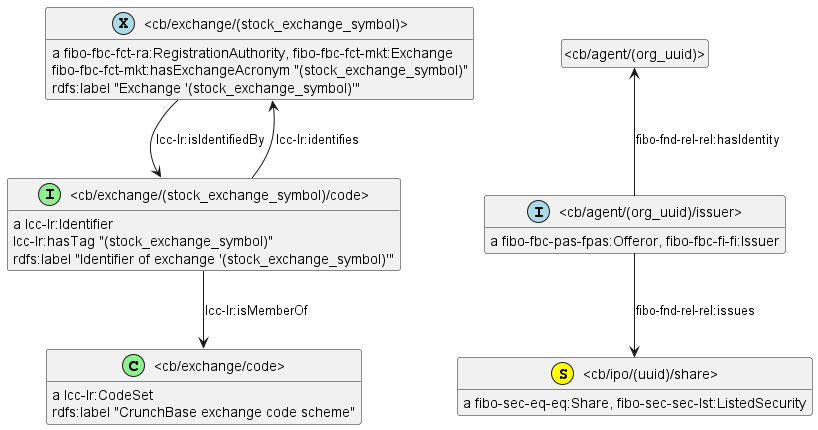 X <cb/exchange/(stock_exchange_symbol)>
a fibo-fbc-fct-ra:RegistrationAuthority, fibo-fbc-fct-mkt:Exchange
fibo-fbc-fct-mkt:hasExchangeAcronym "(stock_exchange_symbol)"
rdfs:label "Exchange '(stock_exchange_symbol)'"
<cb/agent/(org_uuid)>
lcc-lr:isIdentifiedBy
lcc-lr:identifies
fibo-fnd-rel-rel:hasIdentity
I <cb/exchange/(stock_exchange_symbol)/code>
a lcc-lr:Identifier
lcc-lr:hasTag "(stock_exchange_symbol)"
rdfs:label "Identifier of exchange '(stock_exchange_symbol)'"
I <cb/agent/(org_uuid)/issuer>
a fibo-fbc-pas-fpas:Offeror, fibo-fbc-fi-fi:Issuer
lcc-lr:isMemberOf
fibo-fnd-rel-rel:issues
C <cb/exchange/code>
a lcc-lr:CodeSet
rdfs:label "CrunchBase exchange code scheme"
S <cb/ipo/(uuid)/share>
a fibo-sec-eq-eq:Share, fibo-sec-sec-lst:ListedSecurity